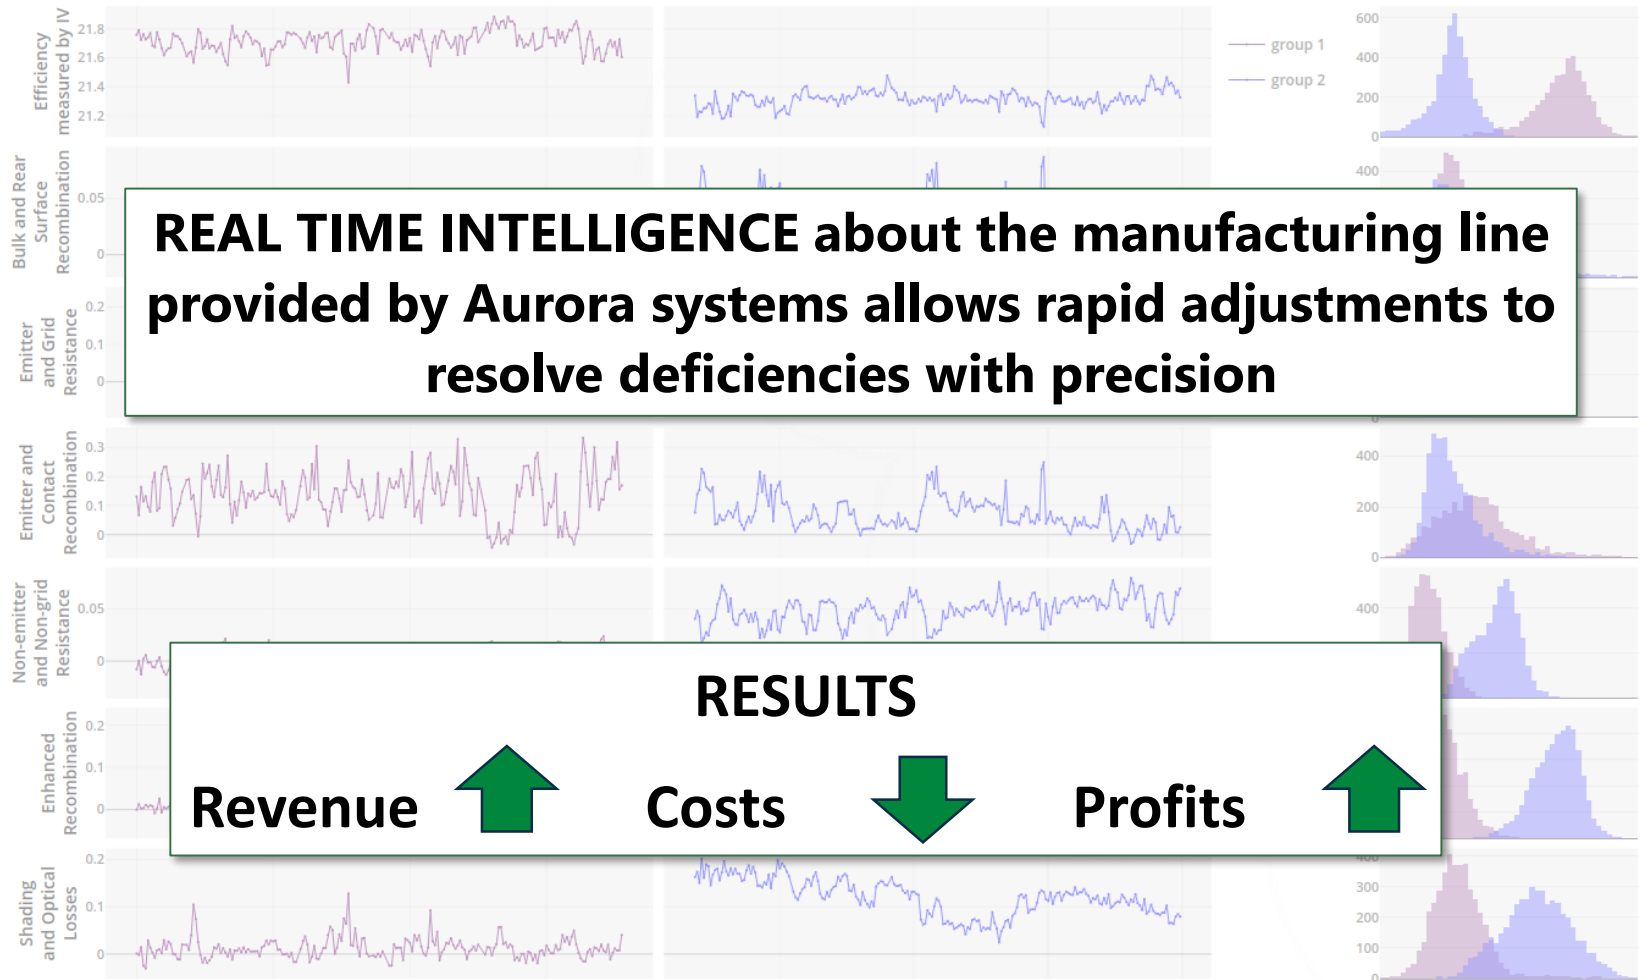 Efficiency
measured by IV
21.8
21.6
21.4
21.2
group 1
group 2
600
400
200
0
Bulk and Rear
Surface
Recombination
0.05
0
400
REAL TIME INTELLIGENCE about the manufacturing line
provided by Aurora systems allows rapid adjustments to
resolve deficiencies with precision
Emitter
and Grid
Resistance
0.2
0.1
0
0
Emitter and
Contact
Recombination
0.3
0.2
0.1
0
400
200
0
Non-emitter
and Non-grid
Resistance
0.05
0
400
RESULTS
Revenue Costs Profits
Enhanced
Recombination
0.2
0.1
0
Shading
and Optical
Losses
0.2
0.1
0
400
300
200
100
0